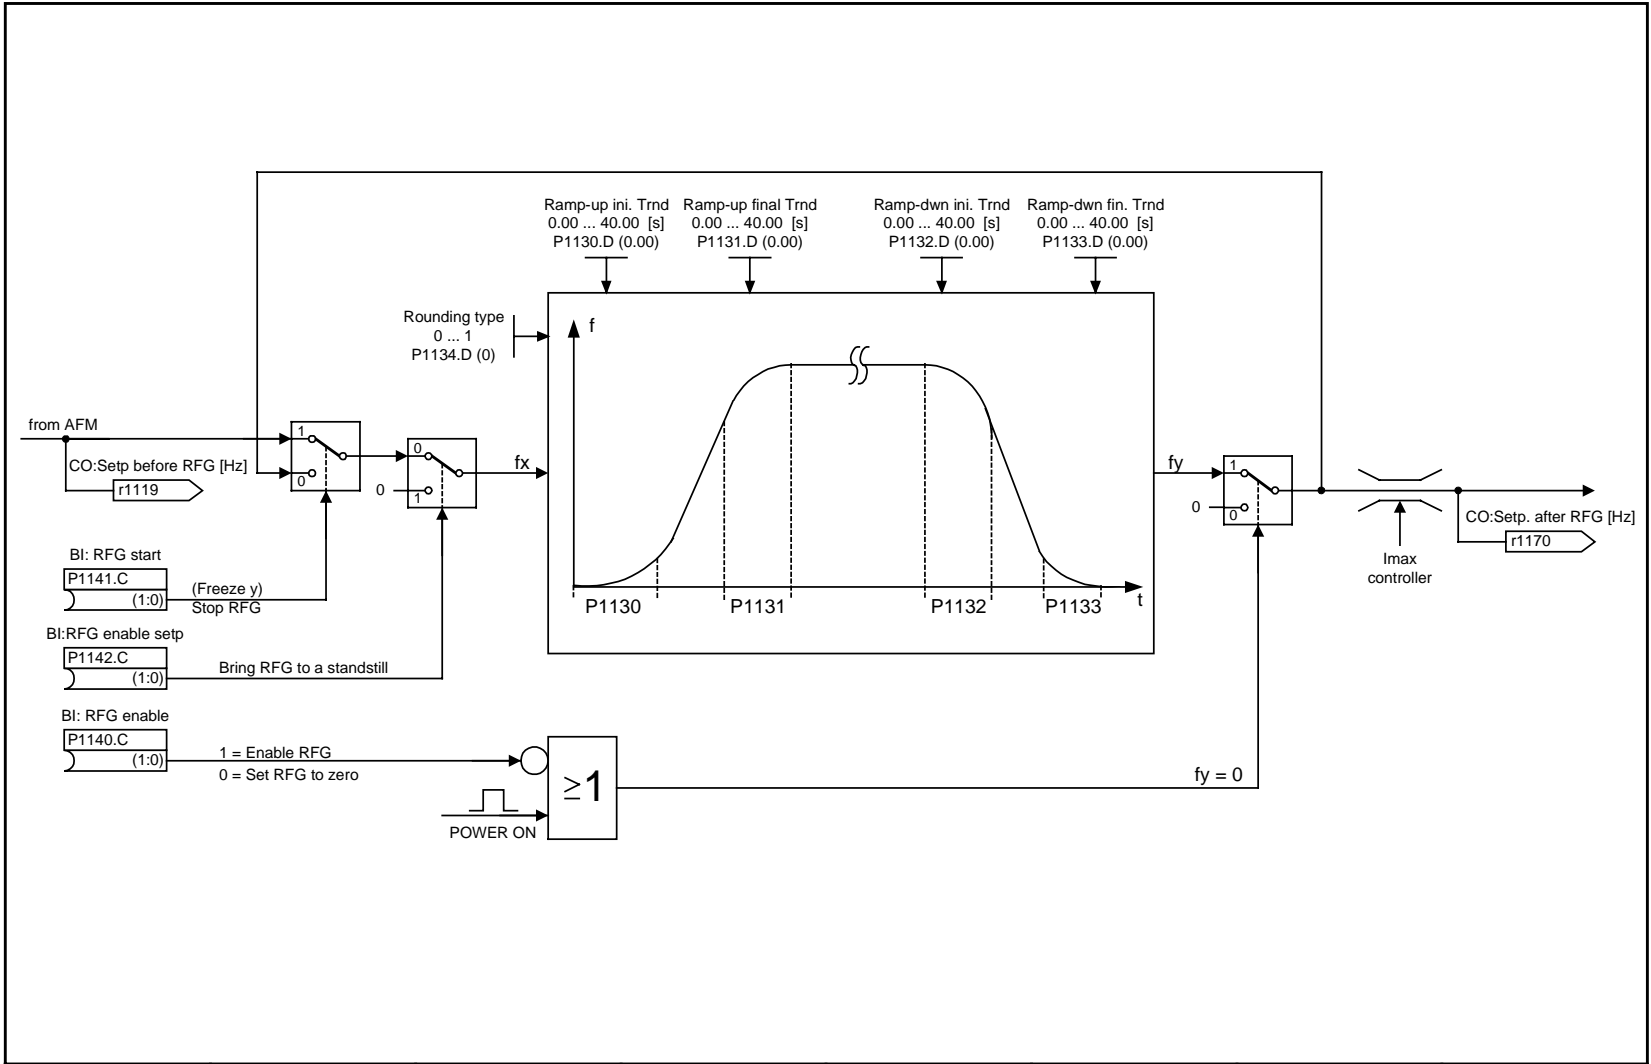 Ramp-up ini. Trnd
0.00 ... 40.00 [s]
P1130.D (0.00)
Ramp-up final Trnd
0.00 ... 40.00 [s]
P1131.D (0.00)
Ramp-dwn ini. Trnd
0.00 ... 40.00 [s]
P1132.D (0.00)
Ramp-dwn fin. Trnd
0.00 ... 40.00 [s]
P1133.D (0.00)
Rounding type
0 ... 1
P1134.D (0)
f
from AFM
1
0
CO:Setp before RFG [Hz]
r1119
0
0
1
fx
fy
1
0
0
CO:Setp. after RFG [Hz]
r1170
Imax
controller
BI: RFG start
P1141.C
(1:0)
(Freeze y)
Stop RFG
P1130
P1131
P1132
P1133
t
BI:RFG enable setp
P1142.C
(1:0)
Bring RFG to a standstill
BI: RFG enable
P1140.C
(1:0)
1 = Enable RFG
0 = Set RFG to zero
≥1
fy = 0
POWER ON